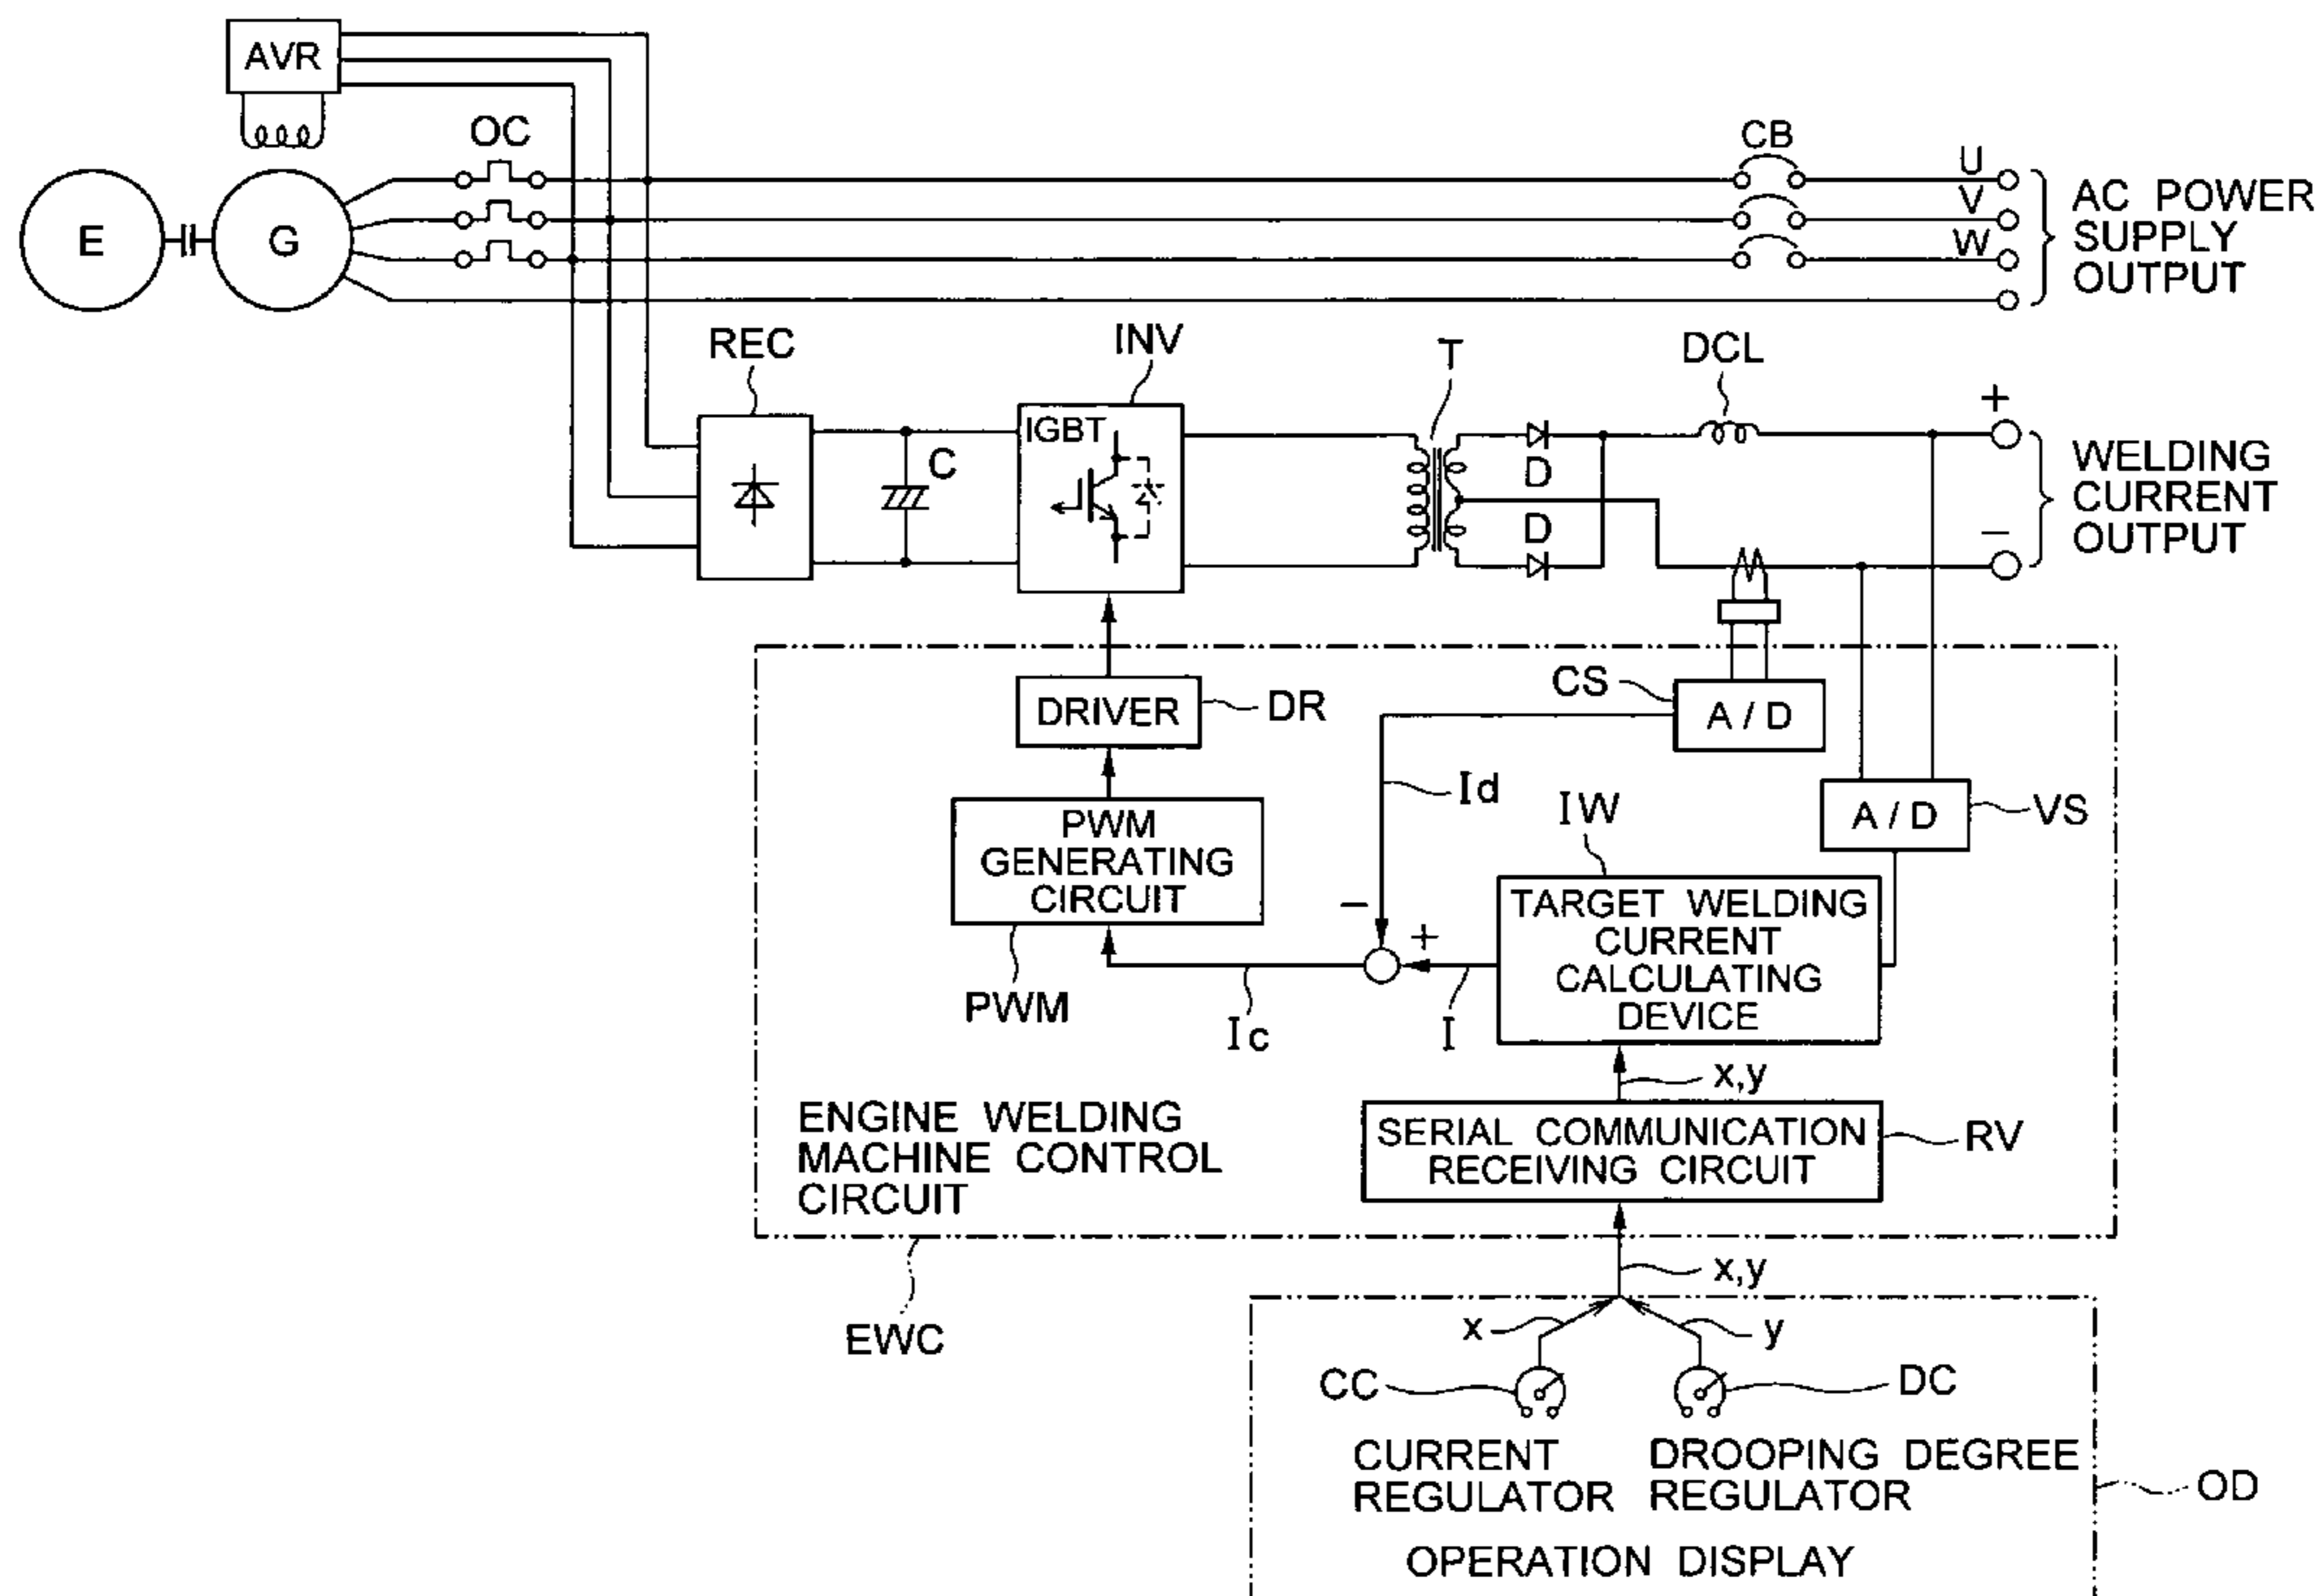 AVR
OC
CB
U
V
W
AC POWER
SUPPLY
OUTPUT
E
G
REC
INV
T
DCL
IGBT
C
D
D
+
−
WELDING
CURRENT
OUTPUT
DRIVER
DR
CS
A / D
A / D
VS
Id
IW
PWM
GENERATING
CIRCUIT
PWM
−
+
Ic
I
TARGET WELDING
CURRENT
CALCULATING
DEVICE
x,y
SERIAL COMMUNICATION
RECEIVING CIRCUIT
RV
ENGINE WELDING
MACHINE CONTROL
CIRCUIT
EWC
x,y
x
y
CC
DC
CURRENT
REGULATOR
DROOPING DEGREE
REGULATOR
OD
OPERATION DISPLAY